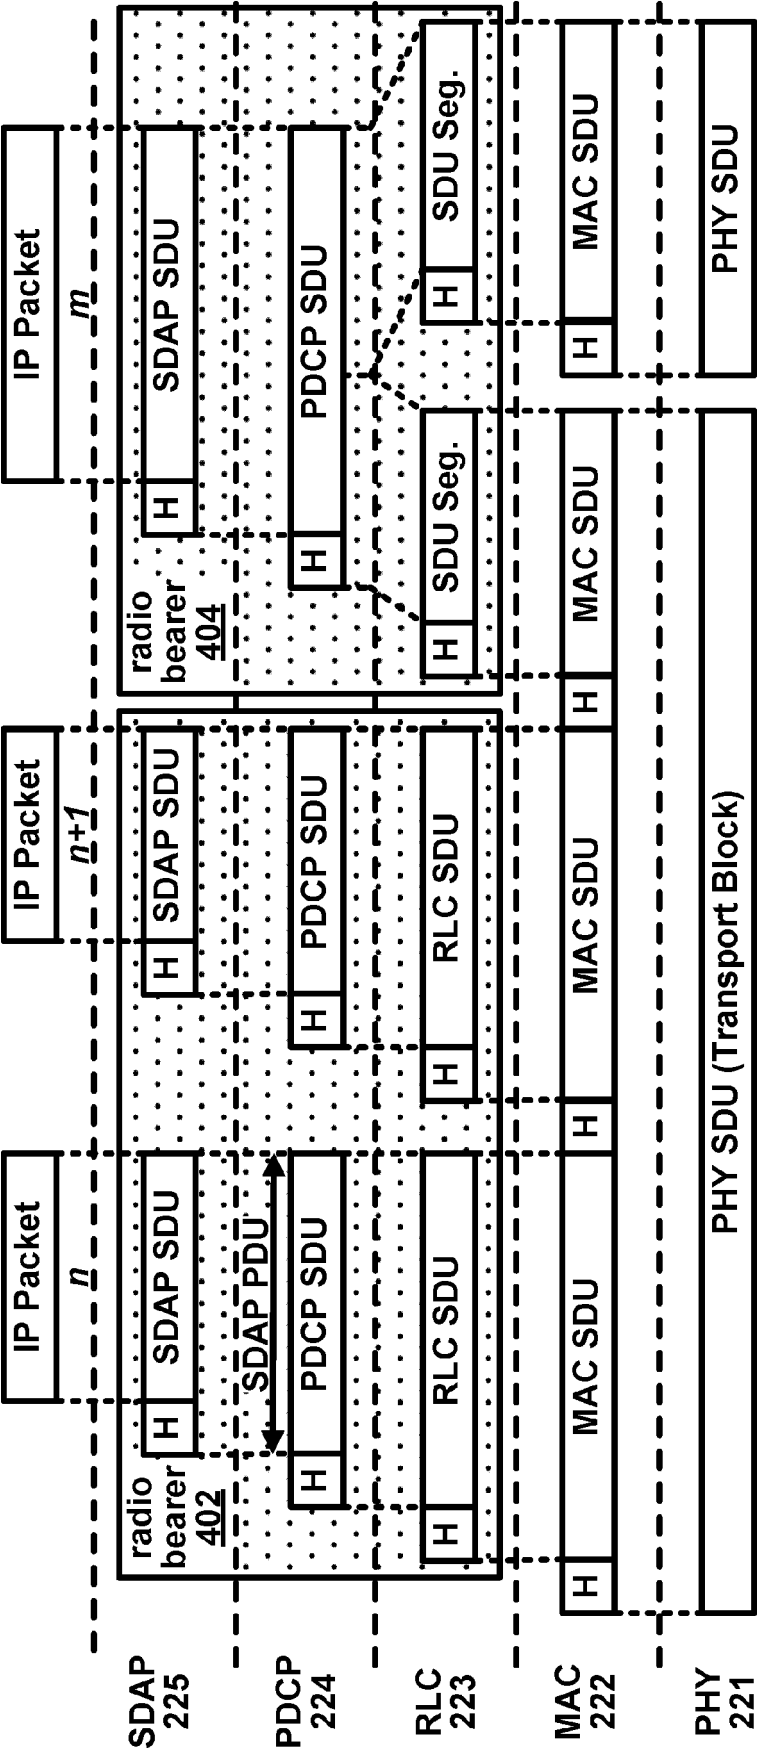 IP Packet
n
IP Packet
n+1
IP Packet
m
SDAP
225
radio
bearer
402
H
SDAP SDU
H
SDAP SDU
radio
bearer
404
H
SDAP SDU
SDAP PDU
PDCP
224
H
PDCP SDU
H
PDCP SDU
H
PDCP SDU
RLC
223
H
RLC SDU
H
RLC SDU
H
SDU Seg.
H
SDU Seg.
MAC
222
H
MAC SDU
H
MAC SDU
H
MAC SDU
H
MAC SDU
PHY
221
PHY SDU (Transport Block)
PHY SDU